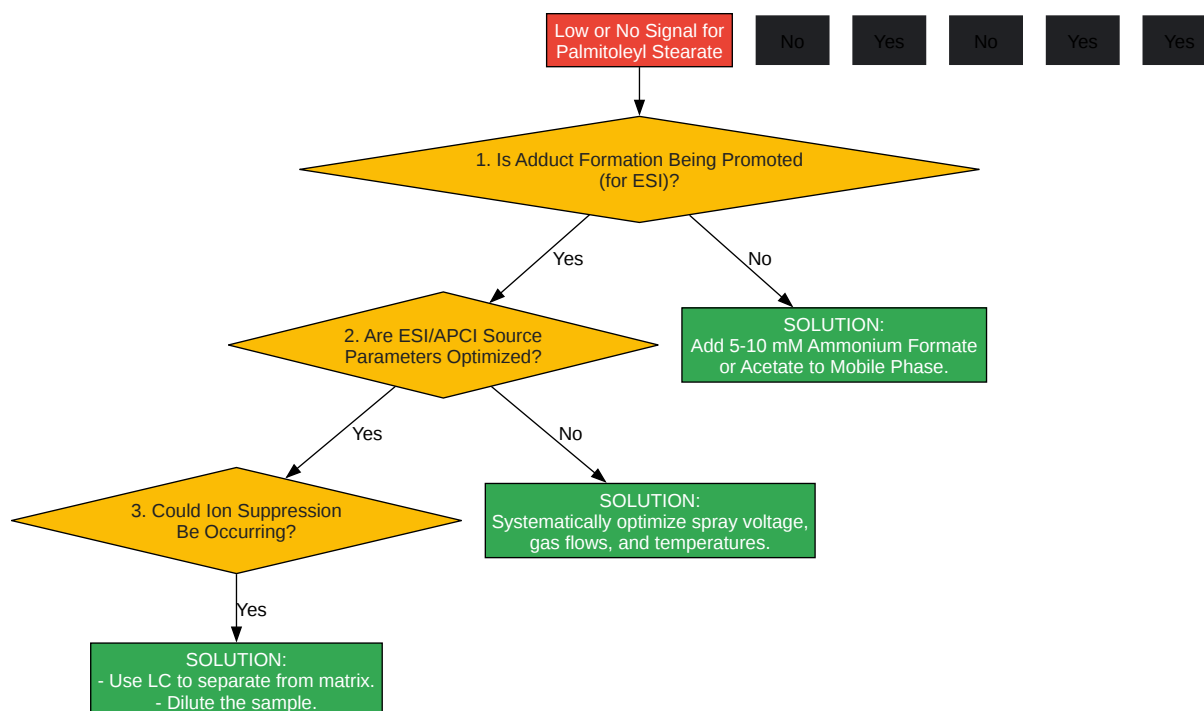 Low or No Signal for
Palmitoleyl Stearate
No
Yes
No
Yes
Yes
1. Is Adduct Formation Being Promoted
(for ESI)?
Yes
No
2. Are ESI/APCI Source
Parameters Optimized?
SOLUTION:
Add 5-10 mM Ammonium Formate
or Acetate to Mobile Phase.
Yes
No
3. Could Ion Suppression
Be Occurring?
SOLUTION:
Systematically optimize spray voltage,
gas flows, and temperatures.
Yes
SOLUTION:
- Use LC to separate from matrix.
- Dilute the sample.